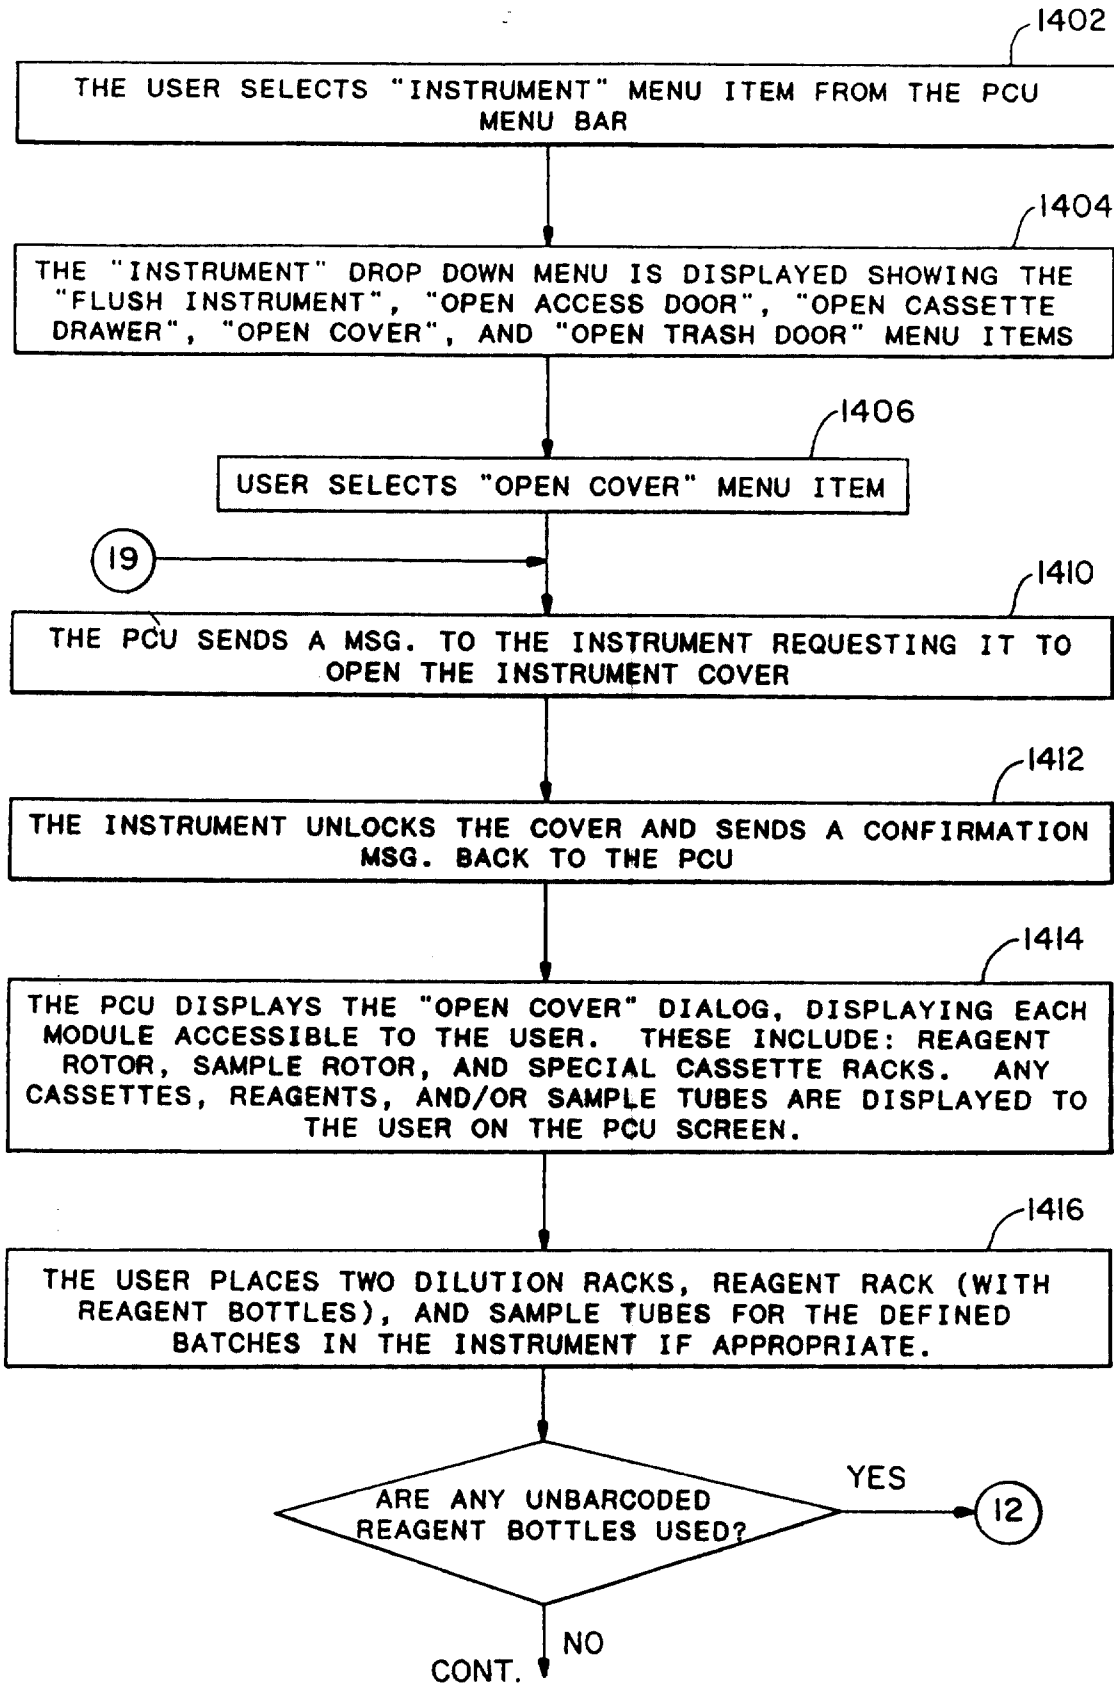 1402
THE USER SELECTS "INSTRUMENT" MENU ITEM FROM THE PCU
MENU BAR
1404
THE "INSTRUMENT" DROP DOWN MENU IS DISPLAYED SHOWING THE
"FLUSH INSTRUMENT", "OPEN ACCESS DOOR", "OPEN CASSETTE
DRAWER", "OPEN COVER", AND "OPEN TRASH DOOR" MENU ITEMS
1406
USER SELECTS "OPEN COVER" MENU ITEM
19
1410
THE PCU SENDS A MSG. TO THE INSTRUMENT REQUESTING IT TO
OPEN THE INSTRUMENT COVER
1412
THE INSTRUMENT UNLOCKS THE COVER AND SENDS A CONFIRMATION
MSG. BACK TO THE PCU
1414
THE PCU DISPLAYS THE "OPEN COVER" DIALOG, DISPLAYING EACH
MODULE ACCESSIBLE TO THE USER. THESE INCLUDE: REAGENT
ROTOR, SAMPLE ROTOR, AND SPECIAL CASSETTE RACKS. ANY
CASSETTES, REAGENTS, AND/OR SAMPLE TUBES ARE DISPLAYED TO
THE USER ON THE PCU SCREEN.
1416
THE USER PLACES TWO DILUTION RACKS, REAGENT RACK (WITH
REAGENT BOTTLES), AND SAMPLE TUBES FOR THE DEFINED
BATCHES IN THE INSTRUMENT IF APPROPRIATE.
ARE ANY UNBARCODED
REAGENT BOTTLES USED?
YES
12
NO
CONT.